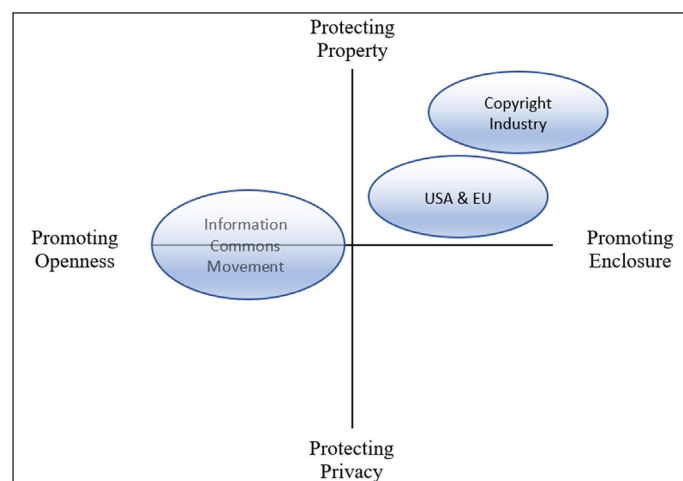 Protecting
Property
Copyright
Industry
USA & EU
Information
Commons
Movement
Promoting
Openness
Promoting
Enclosure
Protecting
Privacy